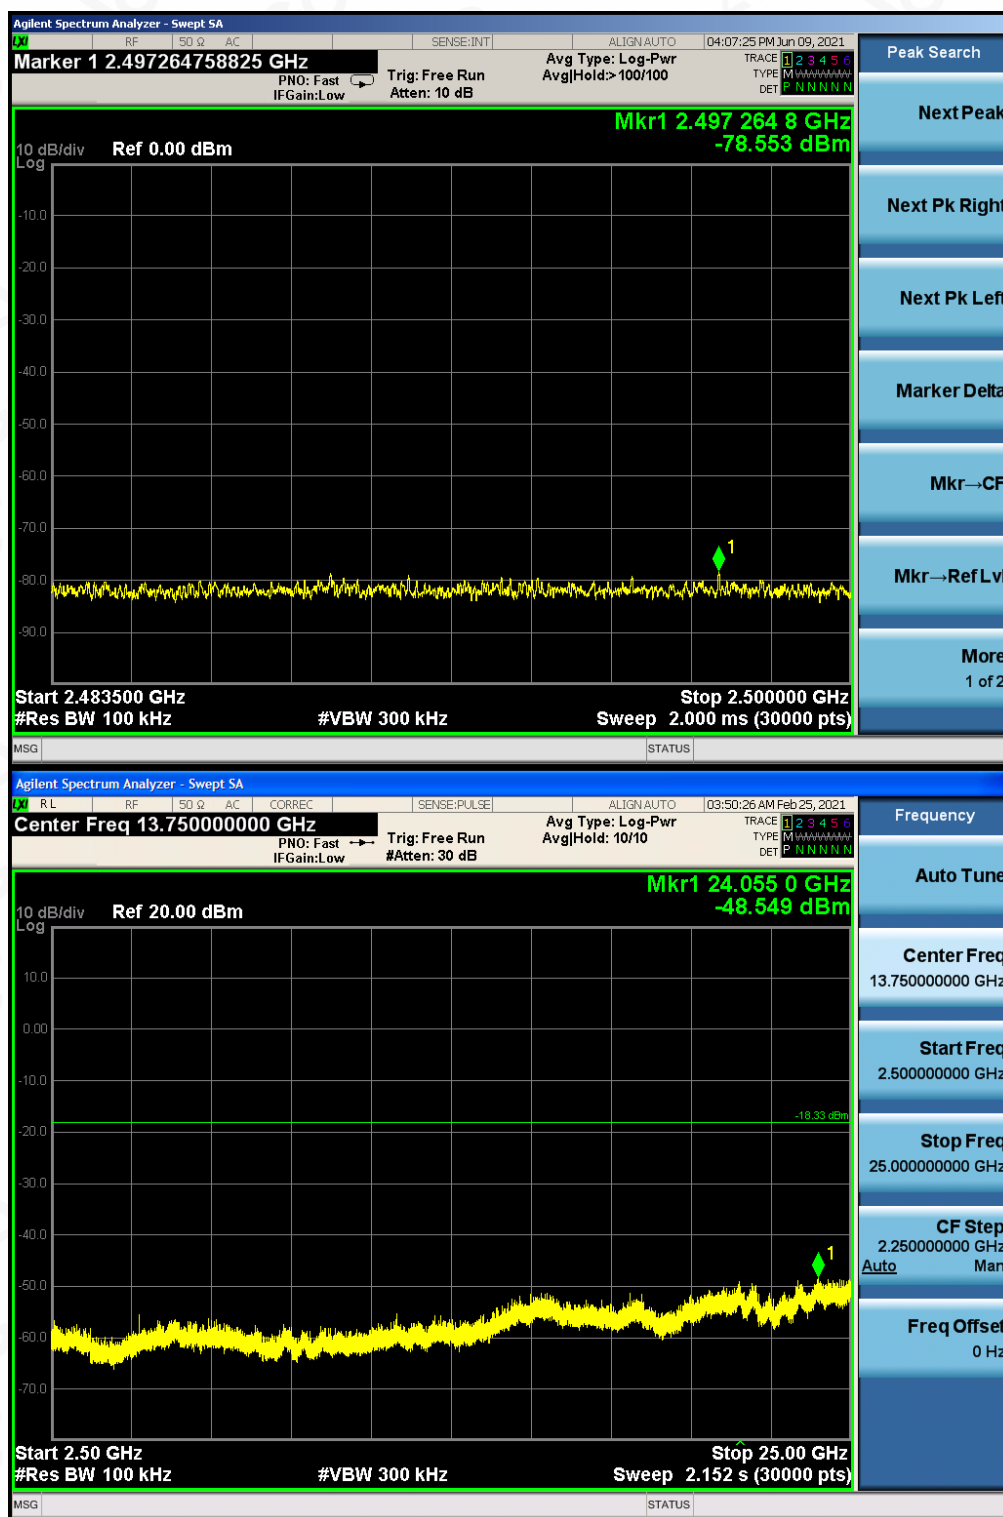 Agilent Spectrum Analyzer - Swept SA
LXI RF 50 Ω AC SENSE:INT ALIGN AUTO 04:07:25 PM Jun 09, 2021
Marker 1 2.497264758825 GHz
PNO: Fast
IFGain:Low
Trig: Free Run
Atten: 10 dB
Avg Type: Log-Pwr
Avg|Hold:>100/100
TRACE 1 2 3 4 5 6
TYPE M
DET P N N N N N
Mkr1 2.497 264 8 GHz
-78.553 dBm
10 dB/div Ref 0.00 dBm
Log
-10.0
-20.0
-30.0
-40.0
-50.0
-60.0
-70.0
-80.0
-90.0
1
Start 2.483500 GHz Stop 2.500000 GHz
#Res BW 100 kHz #VBW 300 kHz Sweep 2.000 ms (30000 pts)
MSG STATUS
Peak Search
Next Peak
Next Pk Right
Next Pk Left
Marker Delta
Mkr→CF
Mkr→Ref Lvl
More
1 of 2
Agilent Spectrum Analyzer - Swept SA
LXI R L RF 50 Ω AC CORREC SENSE:PULSE ALIGN AUTO 03:50:26 AM Feb 25, 2021
Center Freq 13.750000000 GHz
PNO: Fast
IFGain:Low
Trig: Free Run
#Atten: 30 dB
Avg Type: Log-Pwr
Avg|Hold: 10/10
TRACE 1 2 3 4 5 6
TYPE M
DET P N N N N N
Mkr1 24.055 0 GHz
-48.549 dBm
10 dB/div Ref 20.00 dBm
Log
10.0
0.00
-10.0
-18.33 dBm
-20.0
-30.0
-40.0
-50.0
-60.0
-70.0
1
Start 2.50 GHz Stop 25.00 GHz
#Res BW 100 kHz #VBW 300 kHz Sweep 2.152 s (30000 pts)
MSG STATUS
Frequency
Auto Tune
Center Freq
13.750000000 GHz
Start Freq
2.500000000 GHz
Stop Freq
25.000000000 GHz
CF Step
2.250000000 GHz
Auto Man
Freq Offset
0 Hz